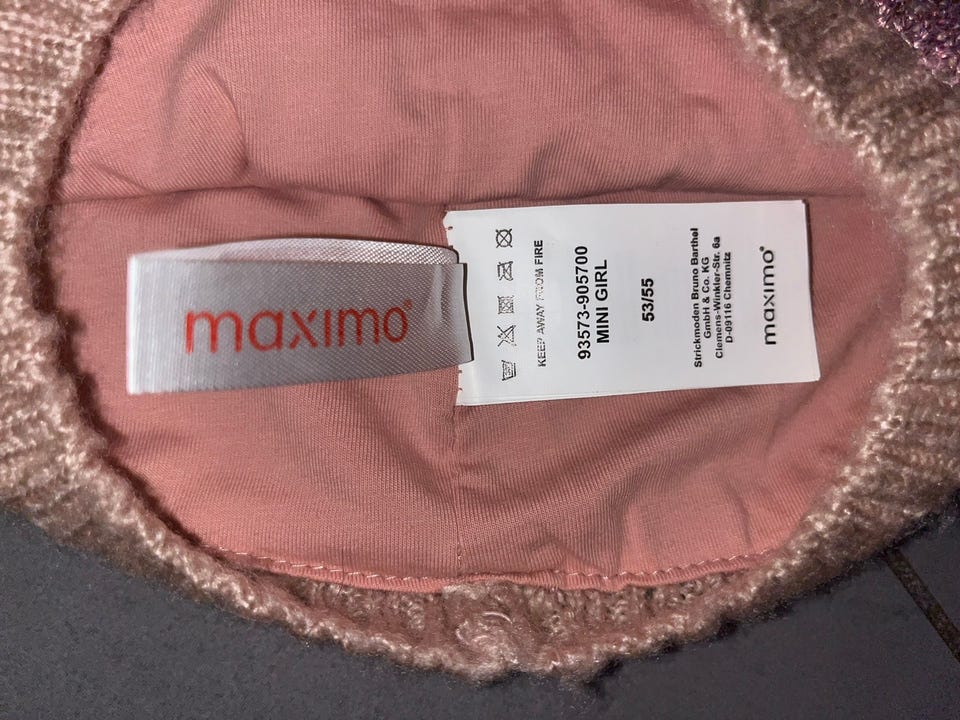 maximo®
KEEP AWAY FROM FIRE
93573-905700
MINI GIRL
53/55
Strickmoden Bruno Barthel
GmbH & Co. KG
Clemens-Winkler-Str. 6a
D-09116 Chemnitz
maximo®